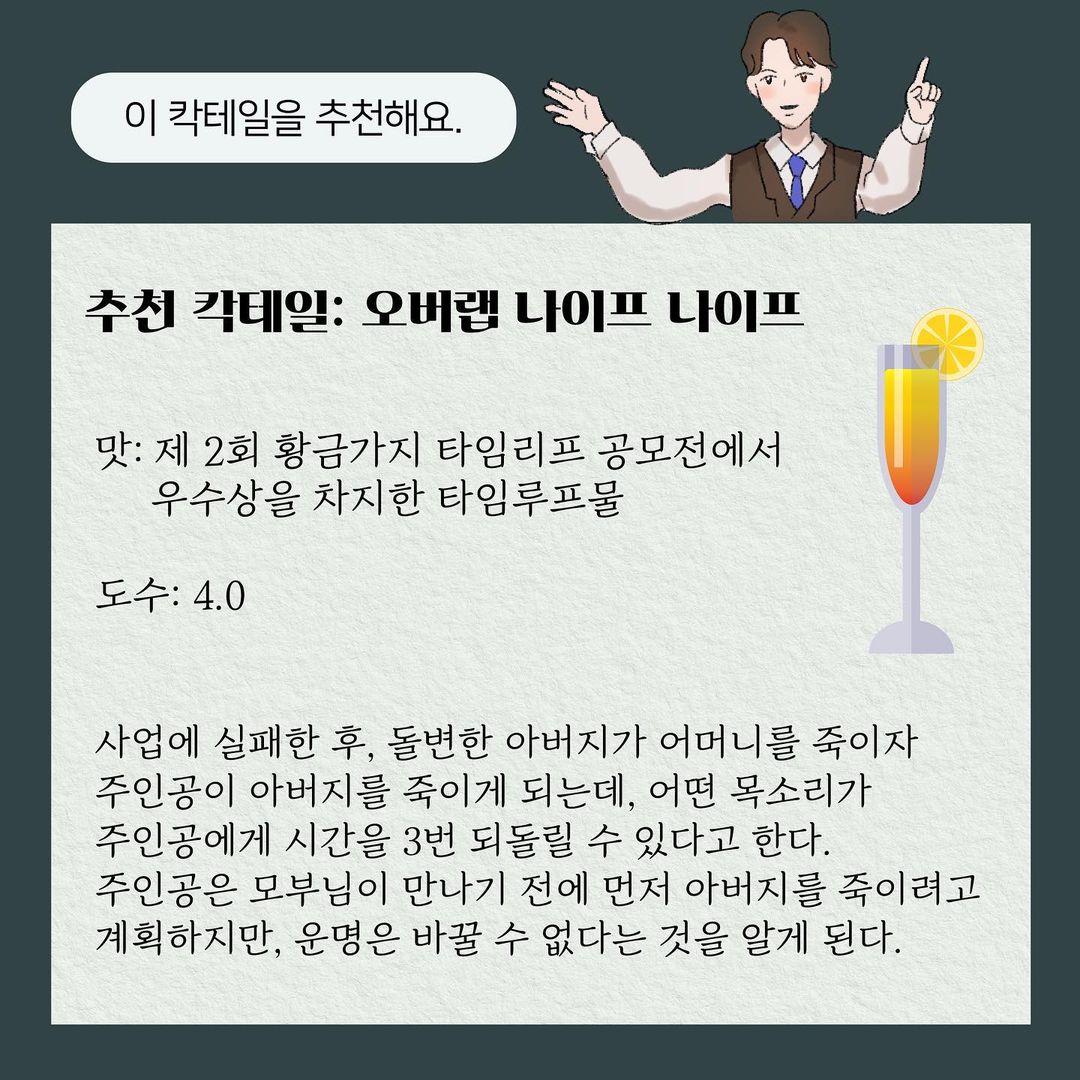 이 칵테일을 추천해요.
추천 칵테일: 오버랩 나이프 나이프
맛: 제 2회 황금가지 타임리프 공모전에서
우수상을 차지한 타임루프물
도수: 4.0
사업에 실패한 후, 돌변한 아버지가 어머니를 죽이자
주인공이 아버지를 죽이게 되는데, 어떤 목소리가
주인공에게 시간을 3번 되돌릴 수 있다고 한다.
주인공은 모부님이 만나기 전에 먼저 아버지를 죽이려고
계획하지만, 운명은 바꿀 수 없다는 것을 알게 된다.